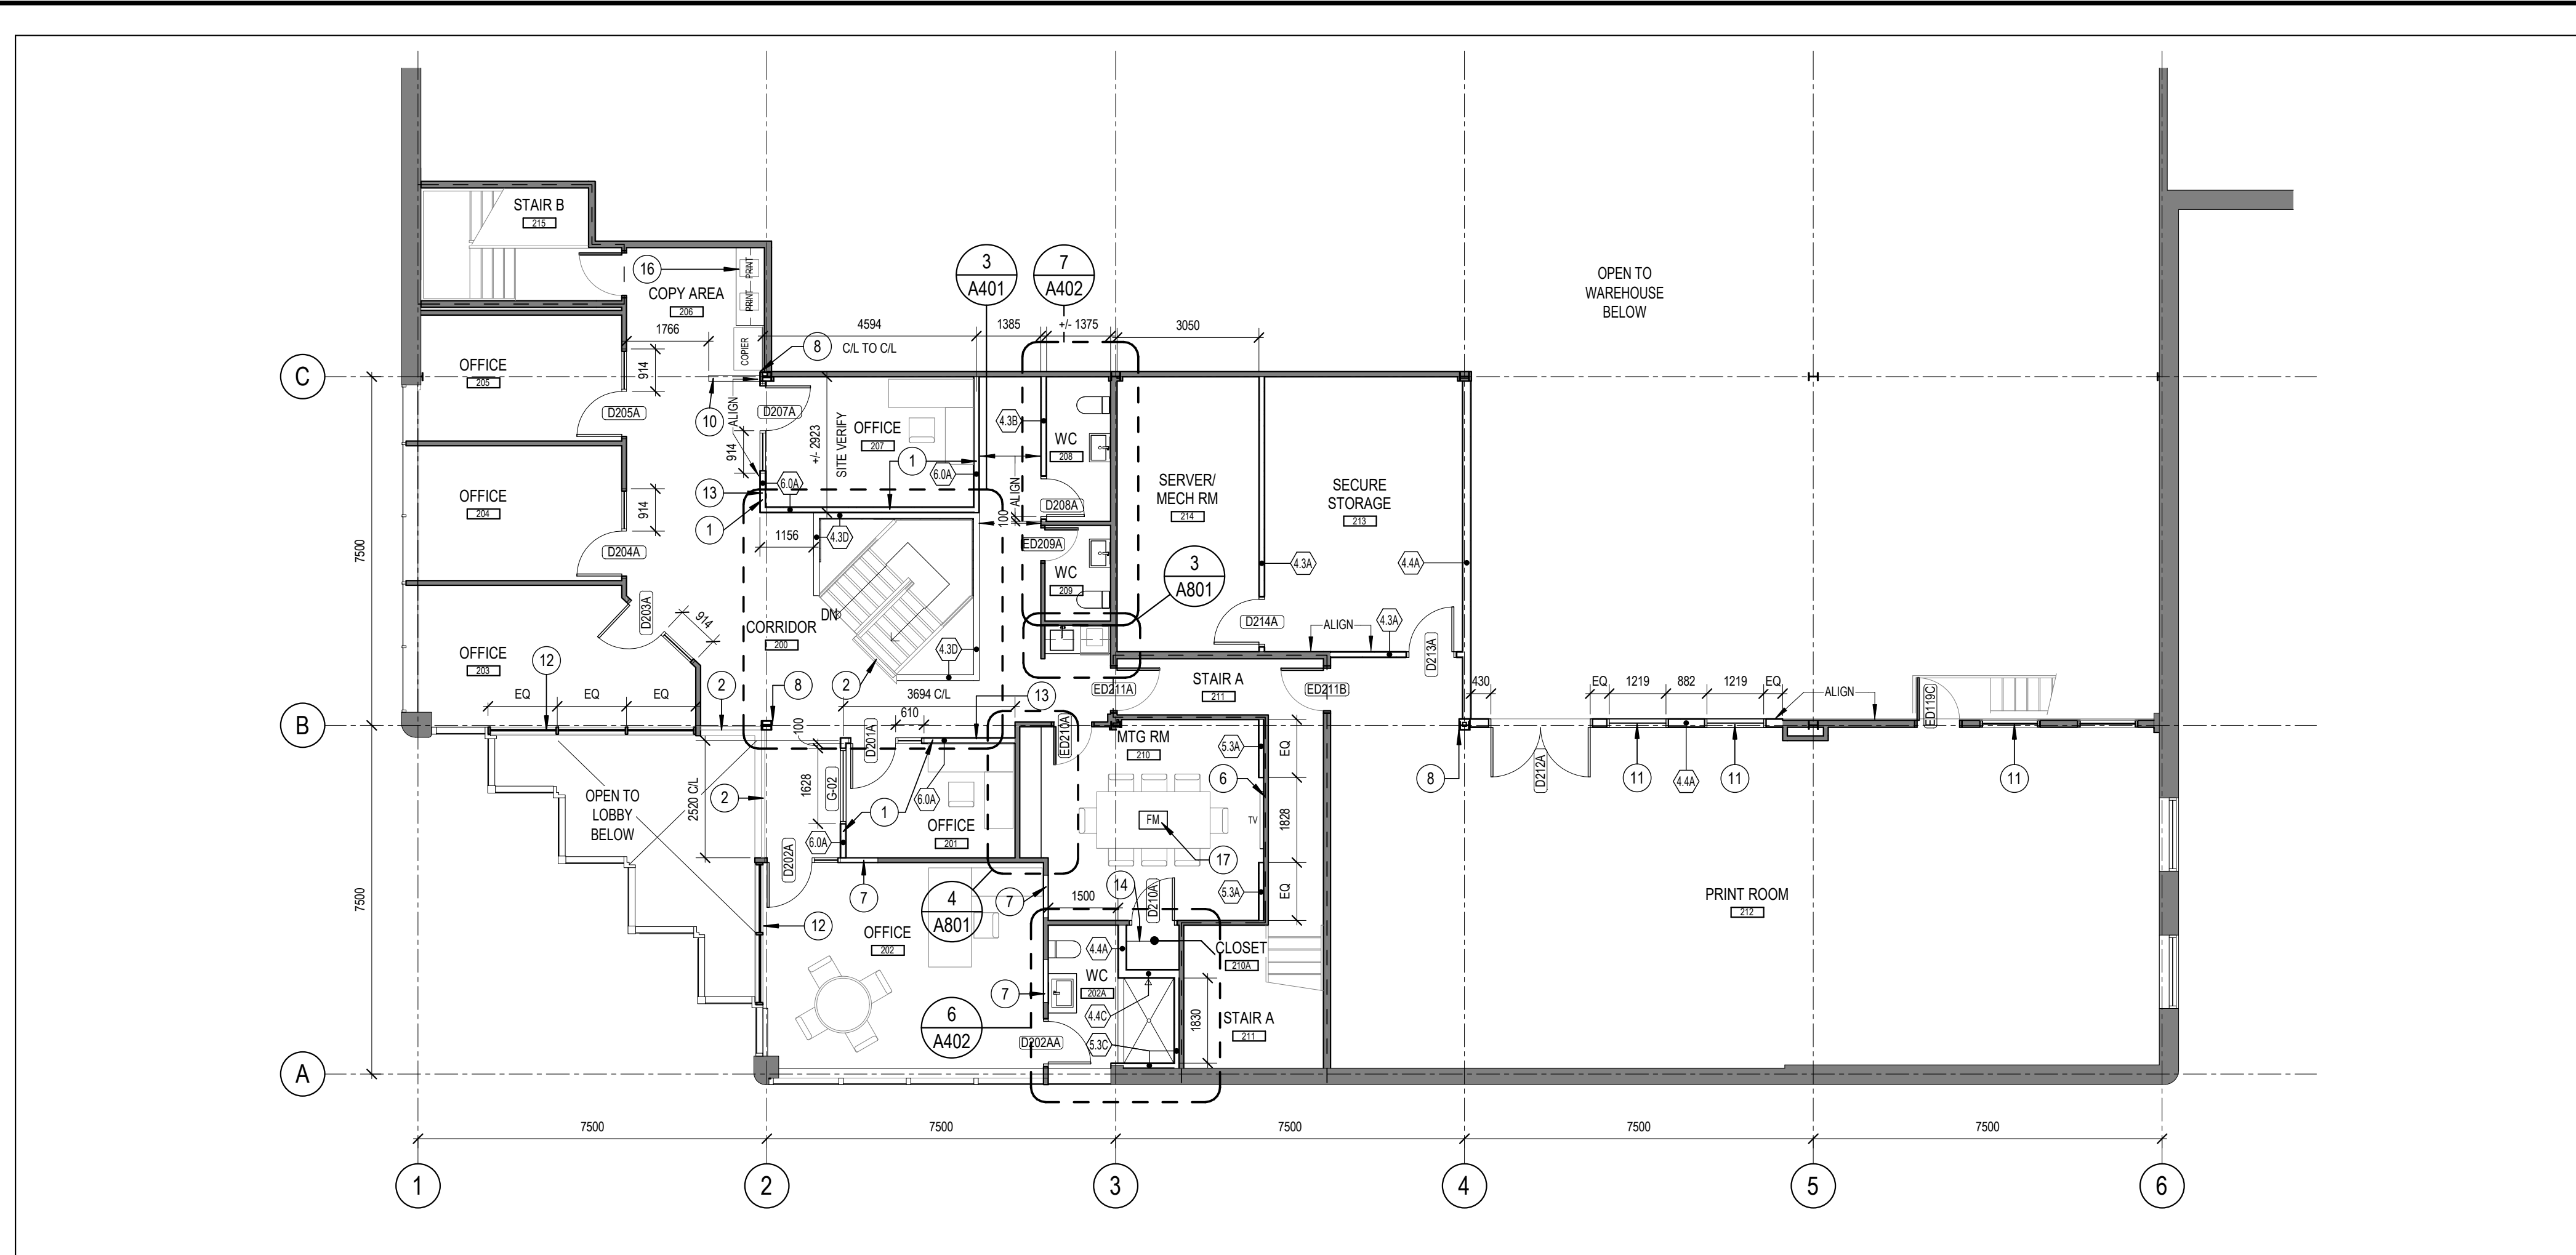 STAIR B
215
16
PRINT
PRINT
COPY AREA
206
COPIER
1766
3
A401
7
A402
OPEN TO
WAREHOUSE
BELOW
4594
C/L TO C/L
1385
+/- 1375
3050
8
C
OFFICE
205
914
D205A
10
ALIGN
D207A
914
+/- 2923
SITE VERIFY
OFFICE
207
1
6.0A
6.0A
13
1
4.3B
WC
208
ALIGN
100
D208A
SERVER/
MECH RM
214
SECURE
STORAGE
213
OFFICE
204
914
D204A
7500
1156
4.3D
ED209A
WC
209
3
A801
4.3A
4.4A
DN
CORRIDOR
200
4.3D
D203A
914
OFFICE
203
12
EQ
EQ
EQ
2
8
2
3694 C/L
13
610
100
D214A
ALIGN
4.3A
D213A
ED211A
STAIR A
211
ED211B
430
EQ
1219
882
1219
EQ
ALIGN
ED119C
B
D201A
ED210A
MTG RM
210
5.3A
EQ
6
8
D212A
11
4.4A
11
11
OPEN TO
LOBBY
BELOW
2520 C/L
2
1628
G-02
1
6.0A
6.0A
OFFICE
201
FM
TV
1828
17
7500
D202A
7
4
A801
7
14
1500
D210A
5.3A
EQ
PRINT ROOM
212
12
OFFICE
202
4.4A
CLOSET
210A
WC
202A
7
4.4C
6
A402
1830
STAIR A
211
D202AA
5.3C
A
7500
7500
7500
7500
7500
1
2
3
4
5
6